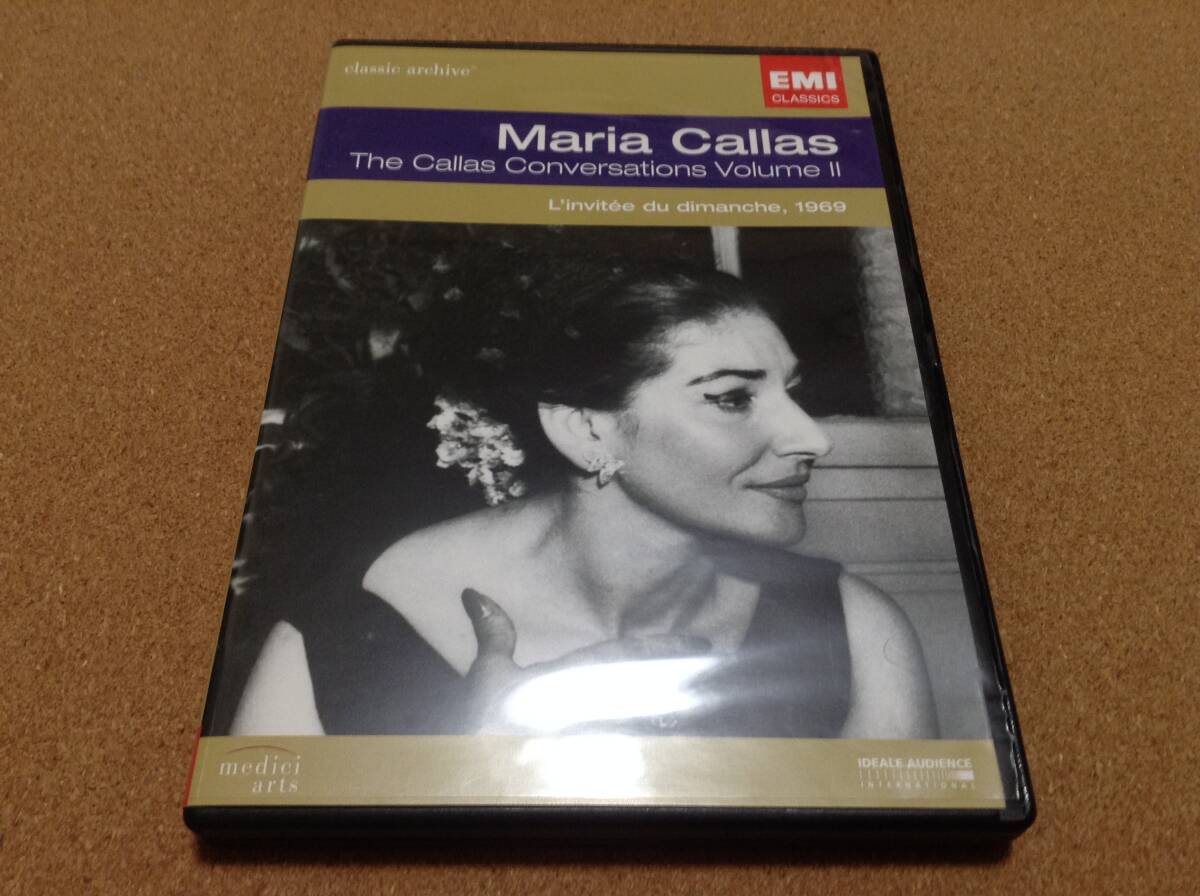 classic archive™
EMI
CLASSICS
Maria Callas
The Callas Conversations Volume II
L'invitée du dimanche, 1969
medici
arts
IDEALE AUDIENCE
INTERNATIONAL